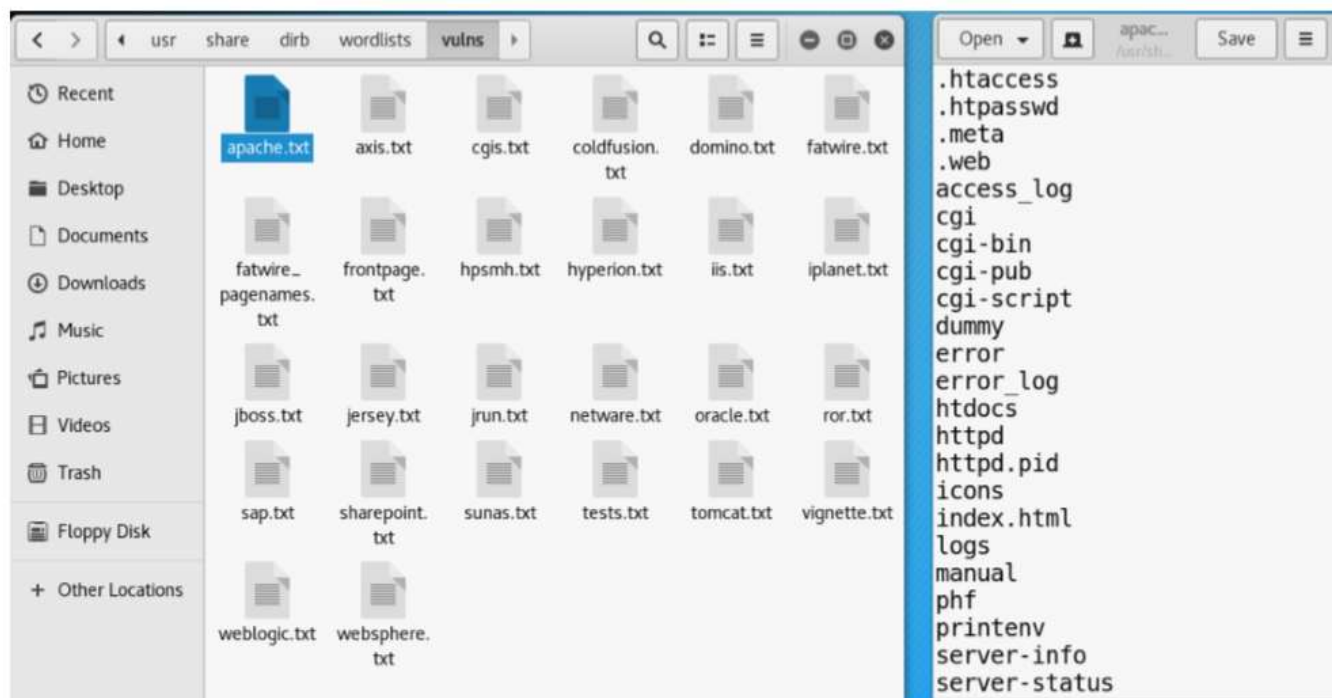 usr share dirb wordlists vulns
Recent
Home
Desktop
Documents
Downloads
Music
Pictures
Videos
Trash
Floppy Disk
+ Other Locations
apache.txt axis.txt cgis.txt coldfusion. domino.txt fatwire.txt
txt
fatwire_ frontpage. hpsmh.txt hyperion.txt iis.txt iplanet.txt
pagenames. txt
txt
jboss.txt jersey.txt jrun.txt netware.txt oracle.txt ror.txt
sap.txt sharepoint. sunas.txt tests.txt tomcat.txt vignette.txt
txt
weblogic.txt websphere.
txt
Open apac... Save
/usr/sh...
.htaccess
.htpasswd
.meta
.web
access_log
cgi
cgi-bin
cgi-pub
cgi-script
dummy
error
error_log
htdocs
httpd
httpd.pid
icons
index.html
logs
manual
phf
printenv
server-info
server-status